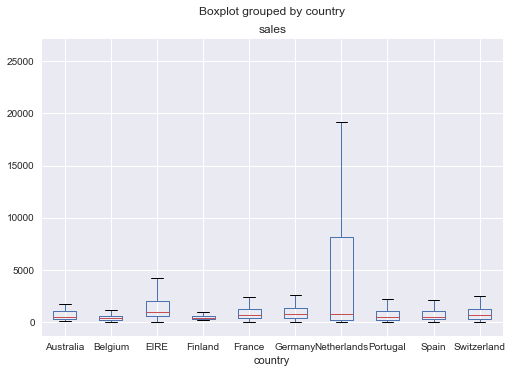 Boxplot grouped by country
sales
25000
20000
15000
10000
5000
0
Australia Belgium EIRE Finland France Germany Netherlands Portugal Spain Switzerland
country